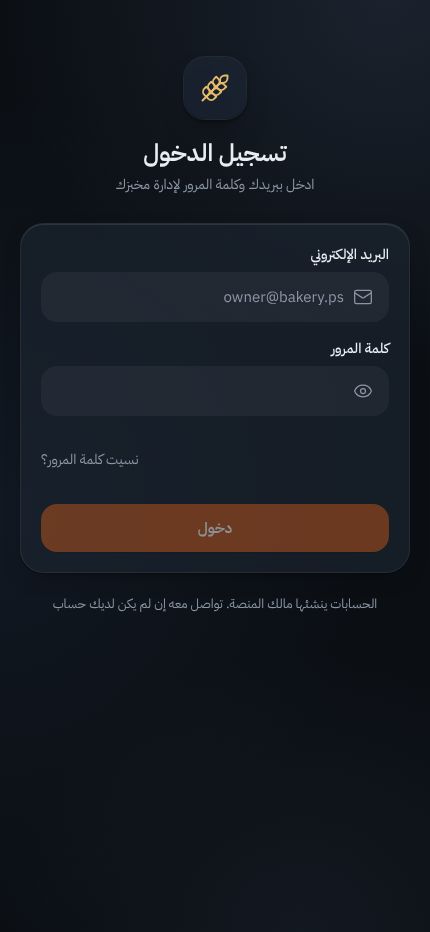 تسجيل الدخول
ادخل ببريدك وكلمة المرور لإدارة مخبزك
البريد الإلكتروني
owner@bakery.ps
كلمة المرور
نسيت كلمة المرور؟
دخول
الحسابات ينشئها مالك المنصة. تواصل معه إن لم يكن لديك حساب